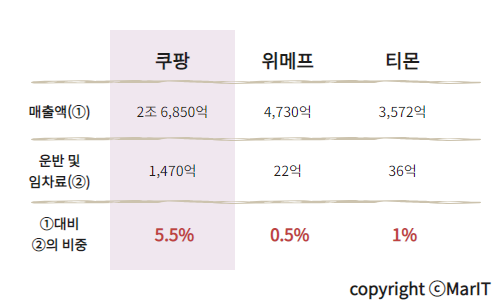 쿠팡 위메프 티몬
매출액(①) 2조 6,850억 4,730억 3,572억
운반 및
임차료(②) 1,470억 22억 36억
①대비
②의 비중 5.5% 0.5% 1%
copyright ⓒMarIT